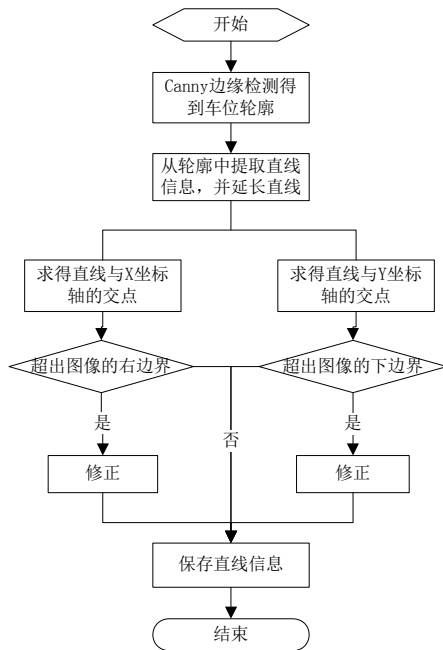 开始
Canny边缘检测得
到车位轮廓
从轮廓中提取直线
信息，并延长直线
求得直线与X坐标
轴的交点
求得直线与Y坐标
轴的交点
超出图像的右边界
超出图像的下边界
是
否
是
修正
修正
保存直线信息
结束